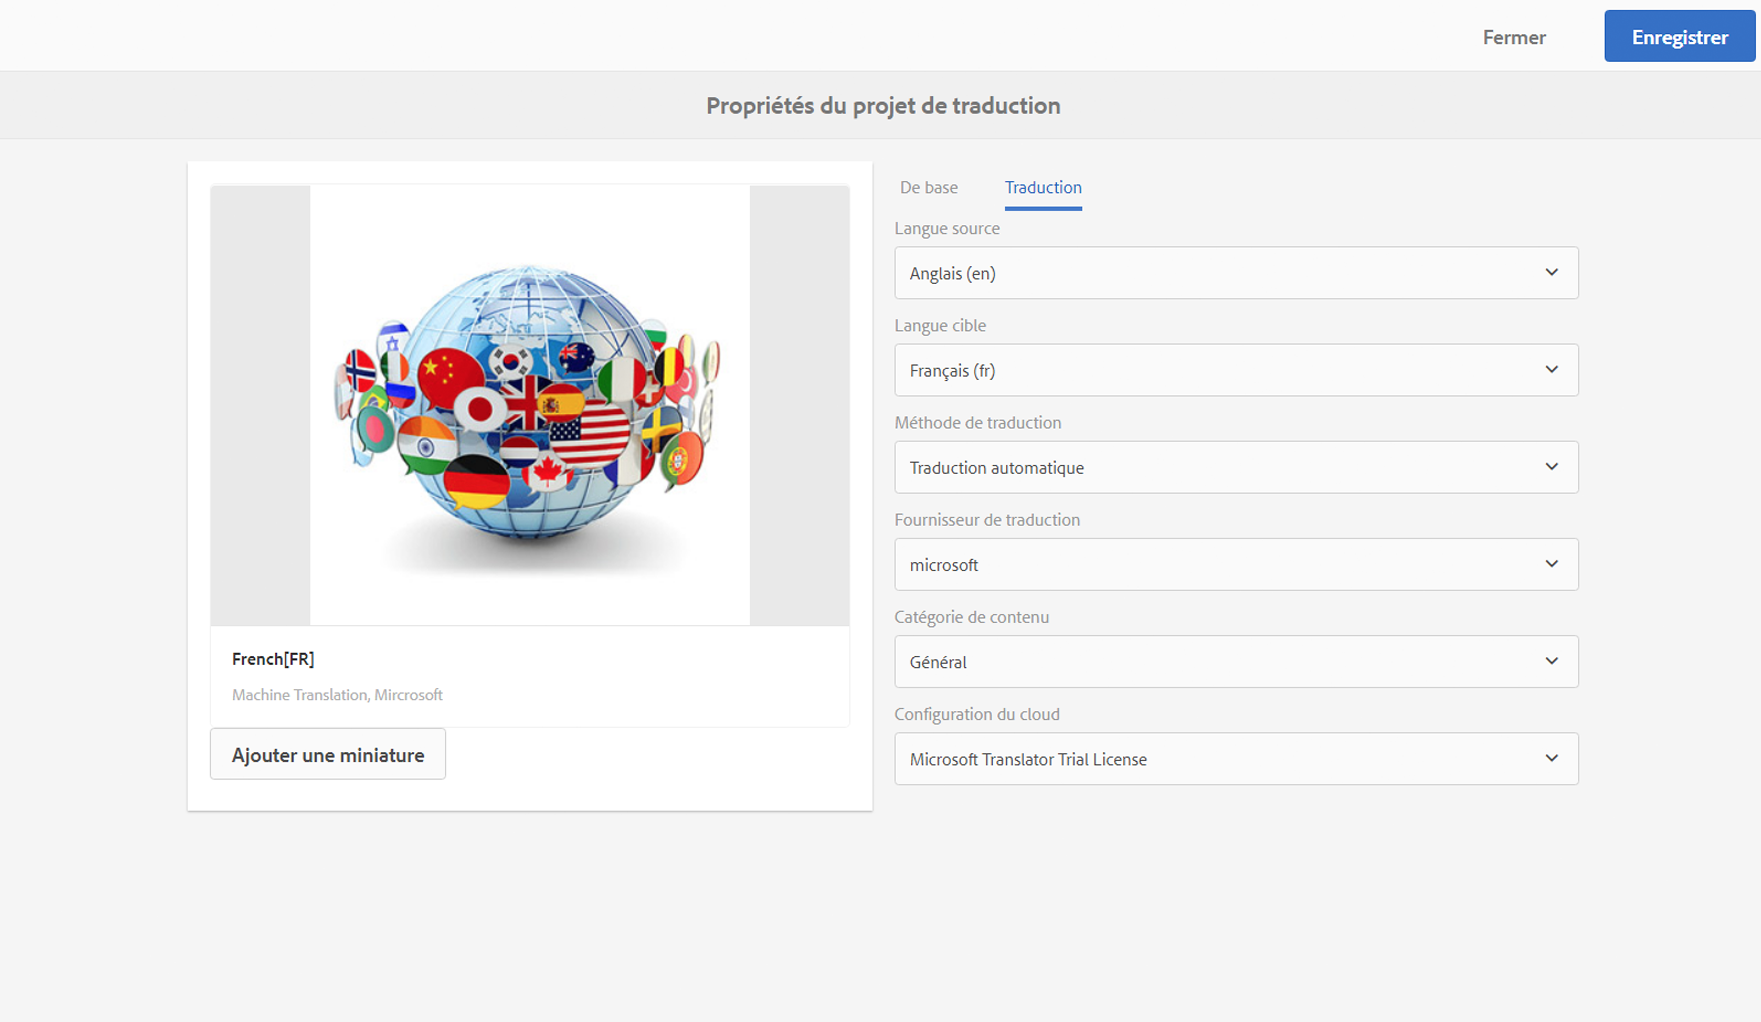 Fermer
Enregistrer
Propriétés du projet de traduction
De base
Traduction
Langue source
Anglais (en)
Langue cible
Français (fr)
Méthode de traduction
Traduction automatique
Fournisseur de traduction
microsoft
Catégorie de contenu
Général
Configuration du cloud
Microsoft Translator Trial License
French[FR]
Machine Translation, Mircrosoft
Ajouter une miniature